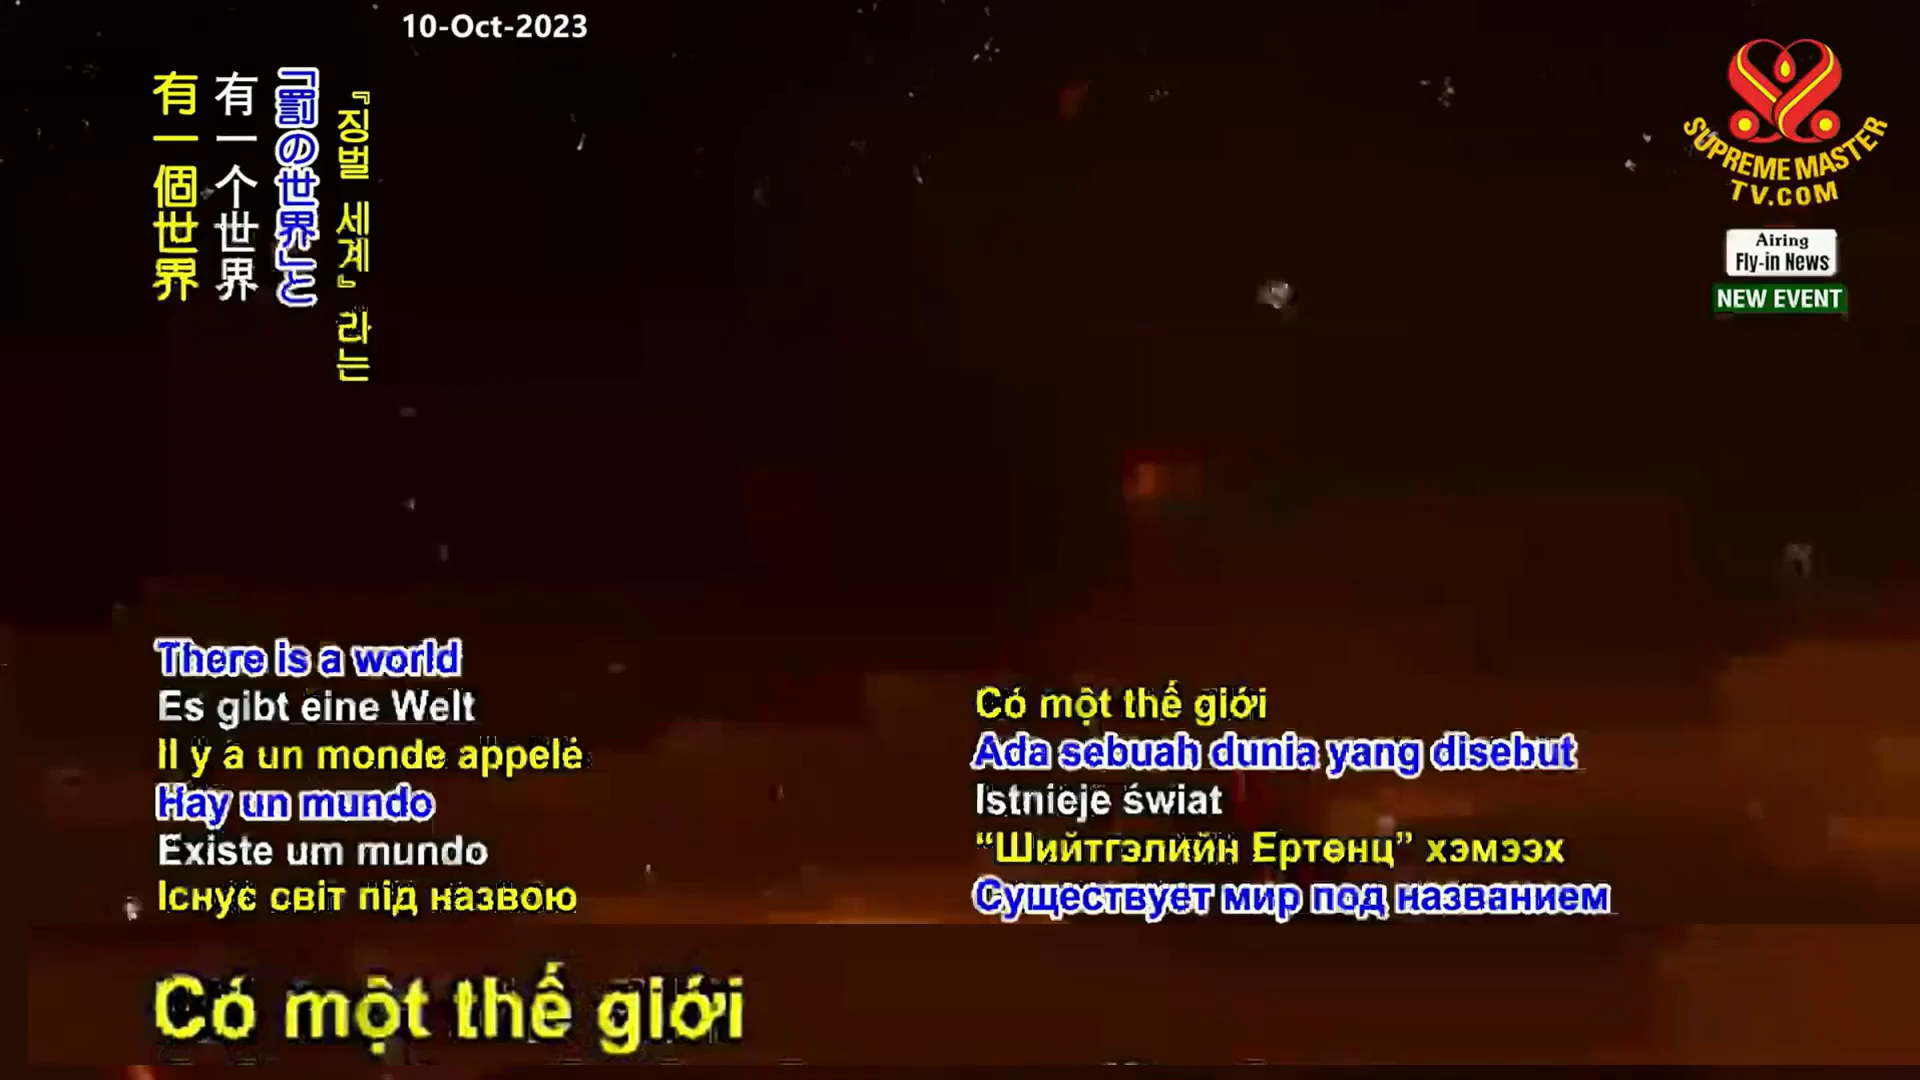 10-Oct-2023
有一個世界
有一个世界
「罰の世界」と
『징벌 세계』라는
SUPREME MASTER
TV.COM
Airing
Fly-in News
NEW EVENT
There is a world
Es gibt eine Welt
Il y a un monde appelé
Hay un mundo
Existe um mundo
Існує світ під назвою
Có một thế giới
Ada sebuah dunia yang disebut
Istnieje świat
“Шийтгэлийн Ертөнц” хэмээх
Существует мир под названием
Có một thế giới